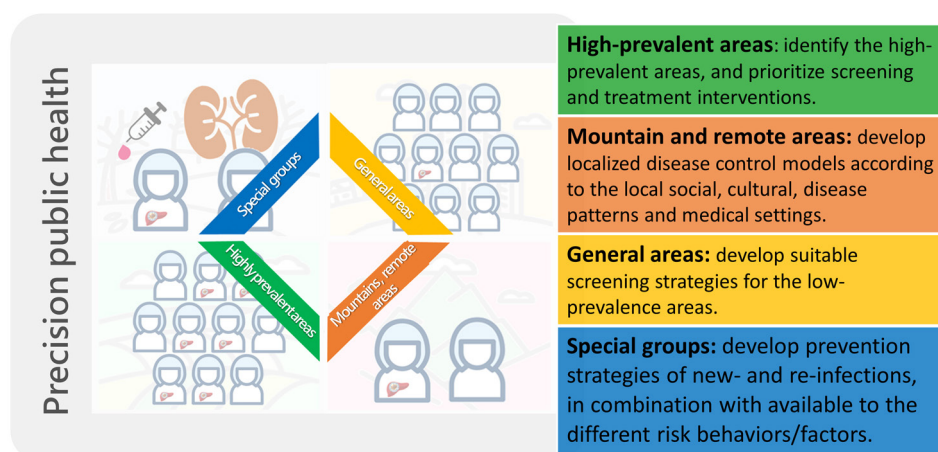 Precision public health
Special groups
General areas
Highly prevalent areas
Mountains, remote
areas
High-prevalent areas: identify the high-
prevalent areas, and prioritize screening
and treatment interventions.
Mountain and remote areas: develop
localized disease control models according
to the local social, cultural, disease
patterns and medical settings.
General areas: develop suitable
screening strategies for the low-
prevalence areas.
Special groups: develop prevention
strategies of new- and re-infections,
in combination with available to the
different risk behaviors/factors.